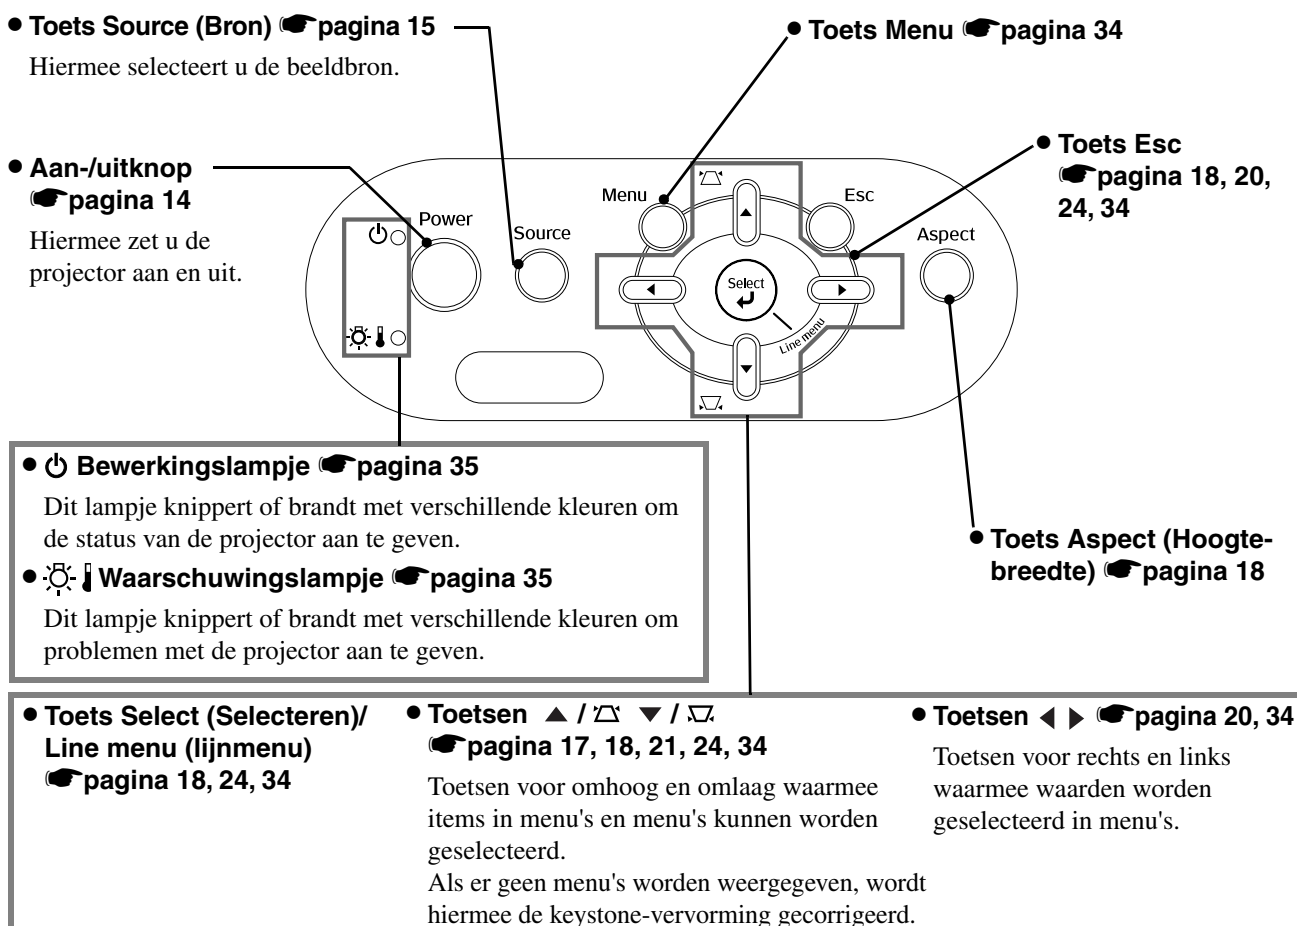 ● Toets Source (Bron) ☛pagina 15
Hiermee selecteert u de beeldbron.
● Toets Menu ☛pagina 34
● Aan-/uitknop
☛pagina 14
Hiermee zet u de
projector aan en uit.
● Toets Esc
☛pagina 18, 20,
24, 34
Power
Source
Menu
Esc
Aspect
Select
Line menu
● Bewerkingslampje ☛pagina 35
Dit lampje knippert of brandt met verschillende kleuren om
de status van de projector aan te geven.
● Waarschuwingslampje ☛pagina 35
Dit lampje knippert of brandt met verschillende kleuren om
problemen met de projector aan te geven.
● Toets Aspect (Hoogte-
breedte) ☛pagina 18
● Toets Select (Selecteren)/
Line menu (lijnmenu)
☛pagina 18, 24, 34
● Toetsen ▲ / ▼ /
☛pagina 17, 18, 21, 24, 34
Toetsen voor omhoog en omlaag waarmee
items in menu's en menu's kunnen worden
geselecteerd.
Als er geen menu's worden weergegeven, wordt
hiermee de keystone-vervorming gecorrigeerd.
● Toetsen ◀ ▶ ☛pagina 20, 34
Toetsen voor rechts en links
waarmee waarden worden
geselecteerd in menu's.